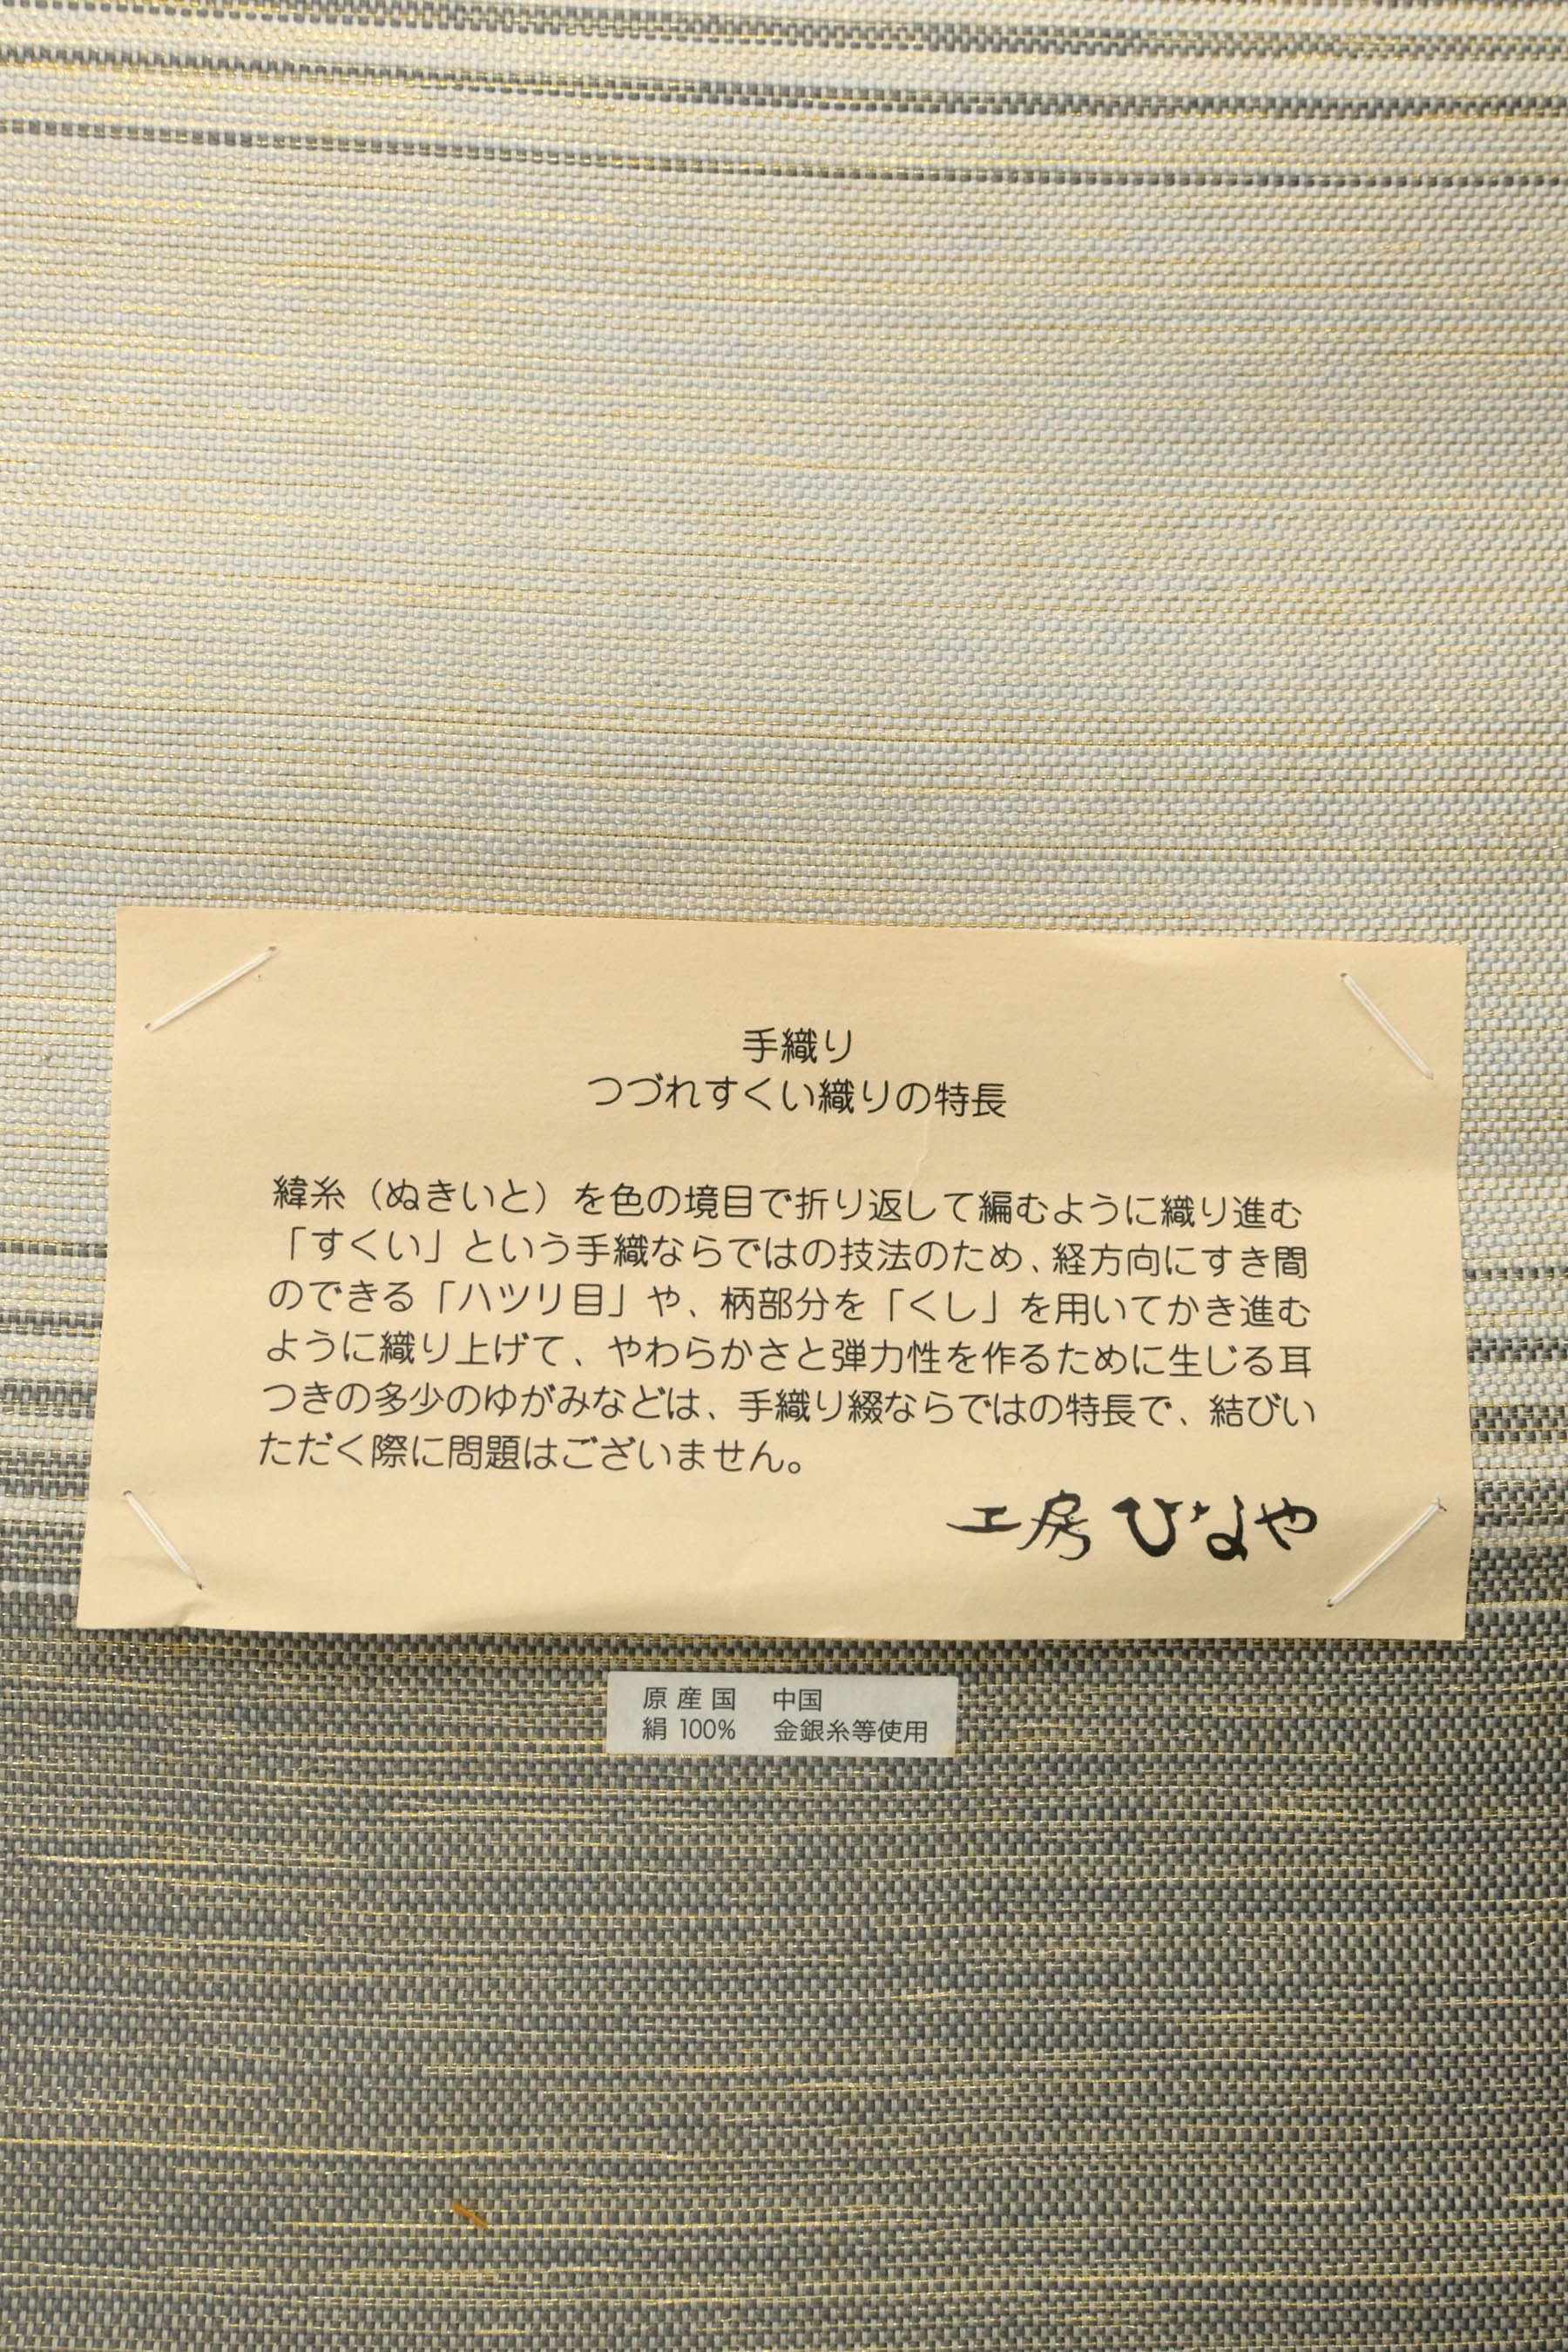 手織り
つづれすくい織りの特長
緯糸（ぬきいと）を色の境目で折り返して編むように織り進む
「すくい」という手織ならではの技法のため、経方向にすき間
のできる「ハツリ目」や、柄部分を「くし」を用いてかき進む
ように織り上げて、やわらかさと弾力性を作るために生じる耳
つきの多少のゆがみなどは、手織り綴ならではの特長で、結びい
ただく際に問題はございません。
工房 ひなや
原産国 中国
絹 100% 金銀糸等使用